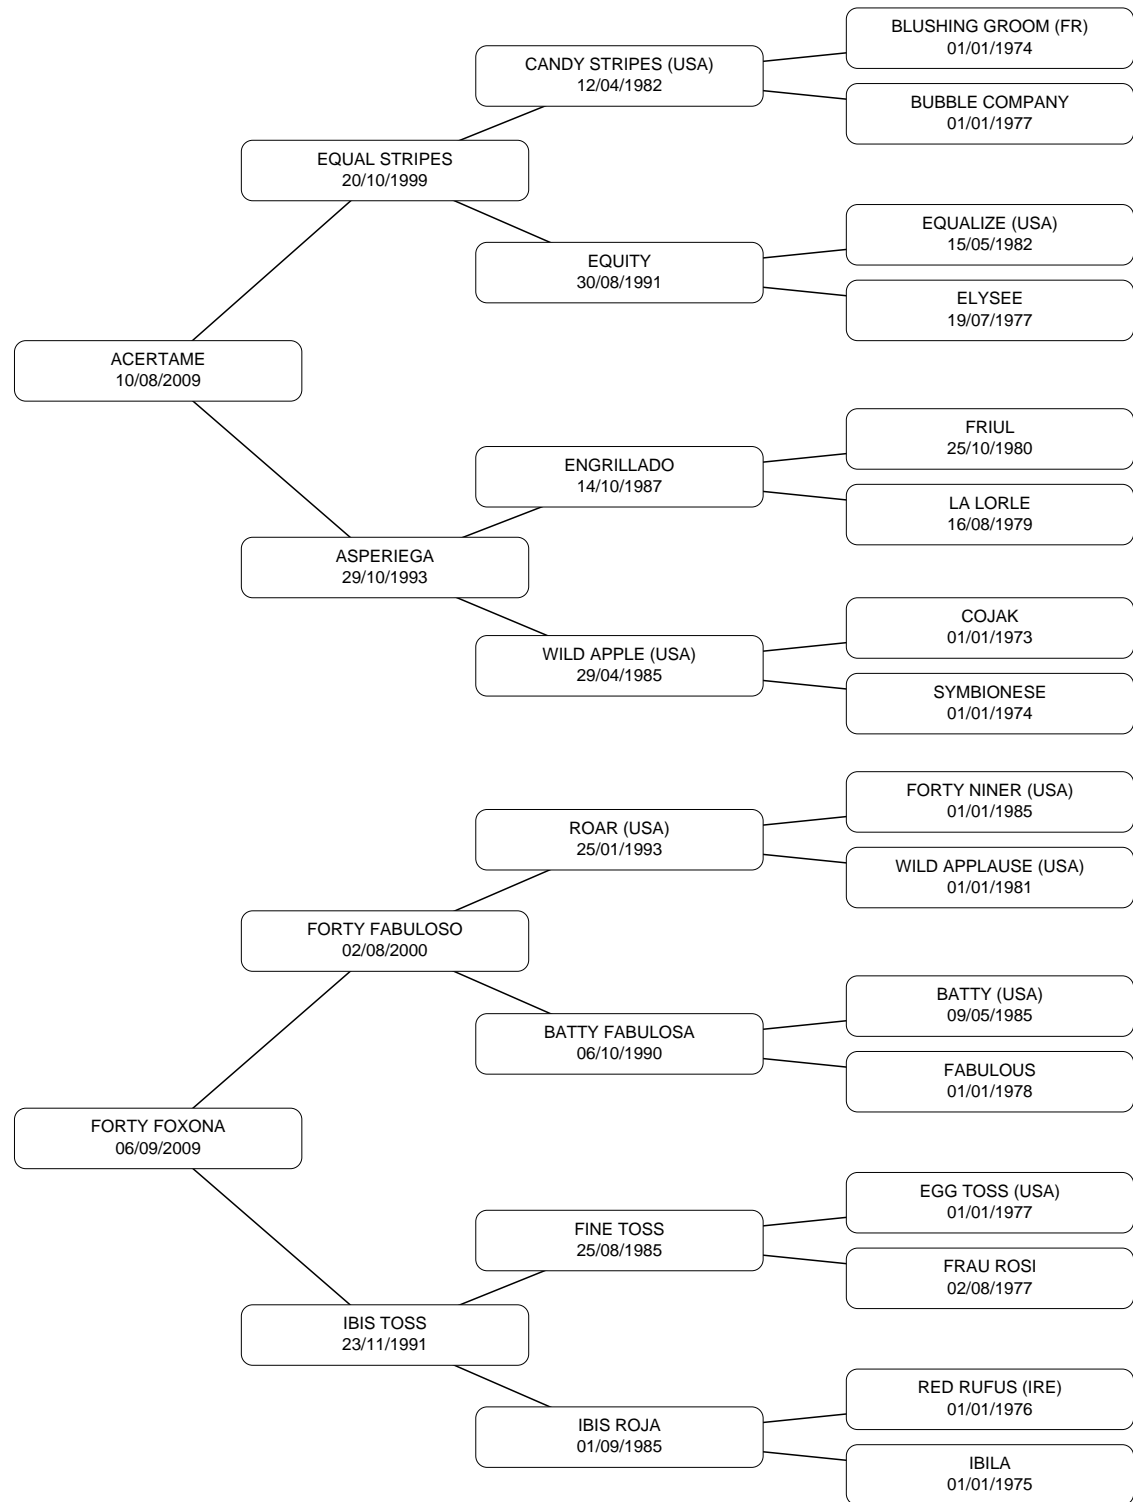 BLUSHING GROOM (FR)
01/01/1974
CANDY STRIPES (USA)
12/04/1982
BUBBLE COMPANY
01/01/1977
EQUAL STRIPES
20/10/1999
EQUALIZE (USA)
15/05/1982
EQUITY
30/08/1991
ELYSEE
19/07/1977
ACERTAME
10/08/2009
FRIUL
25/10/1980
ENGRILLADO
14/10/1987
LA LORLE
16/08/1979
ASPERIEGA
29/10/1993
COJAK
01/01/1973
WILD APPLE (USA)
29/04/1985
SYMBIONESE
01/01/1974
FORTY NINER (USA)
01/01/1985
ROAR (USA)
25/01/1993
WILD APPLAUSE (USA)
01/01/1981
FORTY FABULOSO
02/08/2000
BATTY (USA)
09/05/1985
BATTY FABULOSA
06/10/1990
FABULOUS
01/01/1978
FORTY FOXONA
06/09/2009
EGG TOSS (USA)
01/01/1977
FINE TOSS
25/08/1985
FRAU ROSI
02/08/1977
IBIS TOSS
23/11/1991
RED RUFUS (IRE)
01/01/1976
IBIS ROJA
01/09/1985
IBILA
01/01/1975